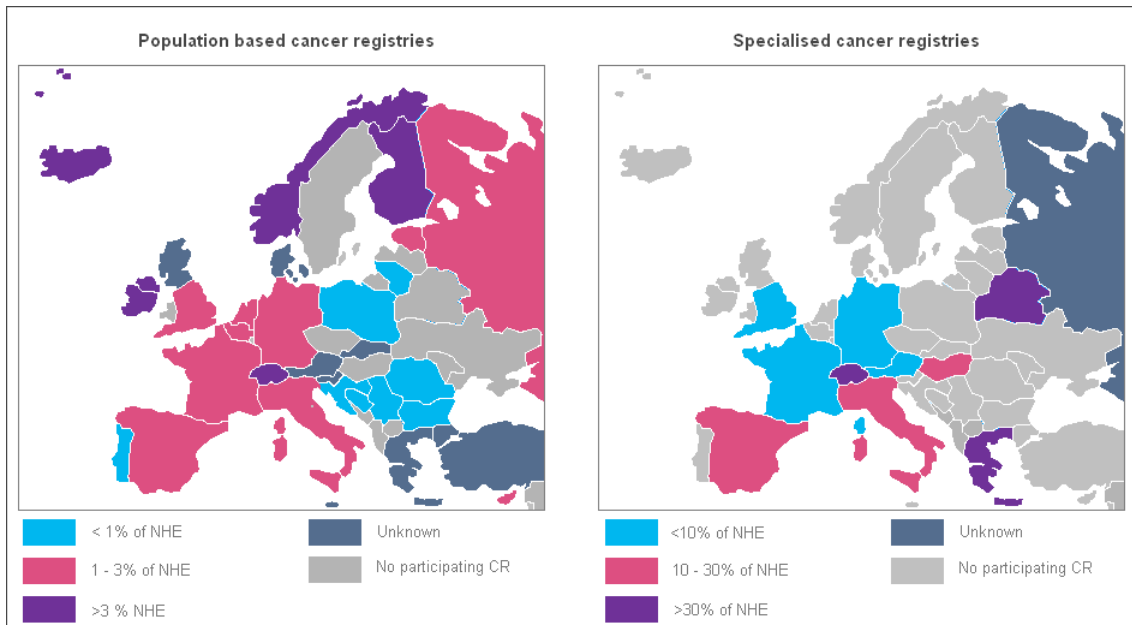 Population based cancer registries
Specialised cancer registries
< 1% of NHE
Unknown
1 - 3% of NHE
No participating CR
>3 % NHE
<10% of NHE
Unknown
10 - 30% of NHE
No participating CR
>30% of NHE